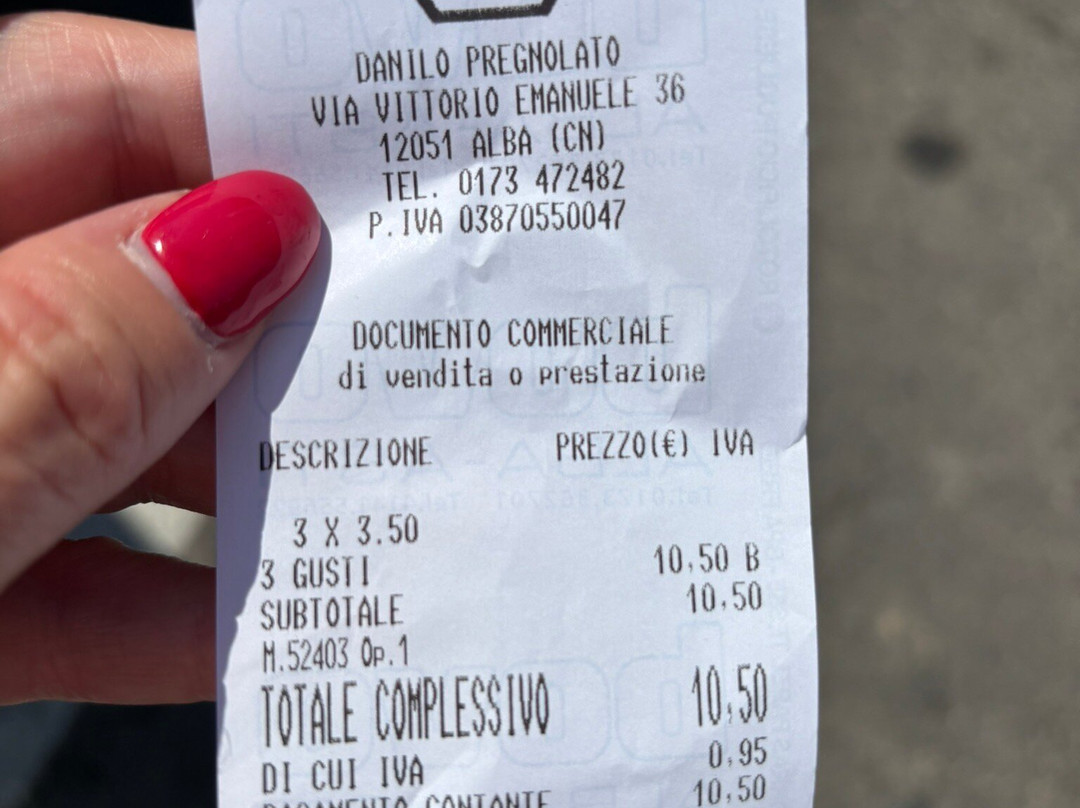 DANILO PREGNOLATO
VIA VITTORIO EMANUELE 36
12051 ALBA (CN)
TEL. 0173 472482
P.IVA 03870550047
DOCUMENTO COMMERCIALE
di vendita o prestazione
DESCRIZIONE PREZZO(€) IVA
3 X 3.50
3 GUSTI 10,50 B
SUBTOTALE 10,50
M.52403 Op.1
TOTALE COMPLESSIVO 10,50
DI CUI IVA 0,95
PAGAMENTO CONTANTE 10,50